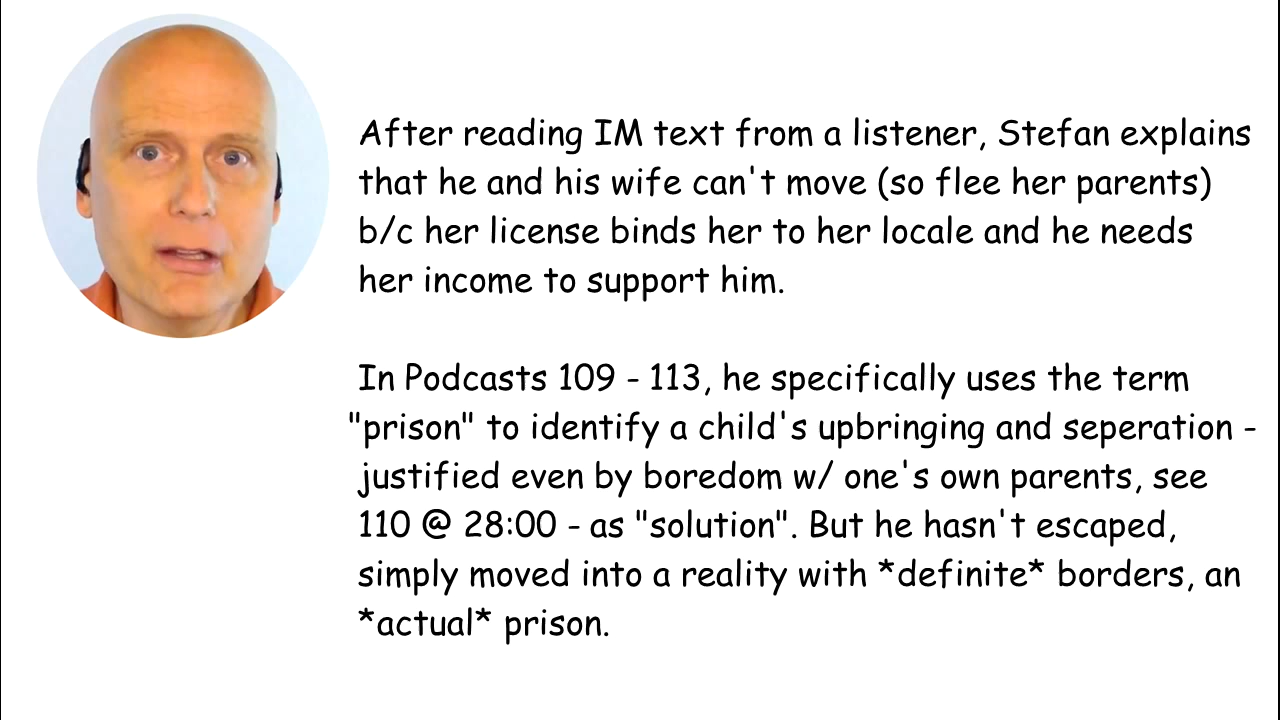 After reading IM text from a listener, Stefan explains
that he and his wife can't move (so flee her parents)
b/c her license binds her to her locale and he needs
her income to support him.
In Podcasts 109 - 113, he specifically uses the term
"prison" to identify a child's upbringing and seperation -
justified even by boredom w/ one's own parents, see
110 @ 28:00 - as "solution". But he hasn't escaped,
simply moved into a reality with *definite* borders, an
*actual* prison.